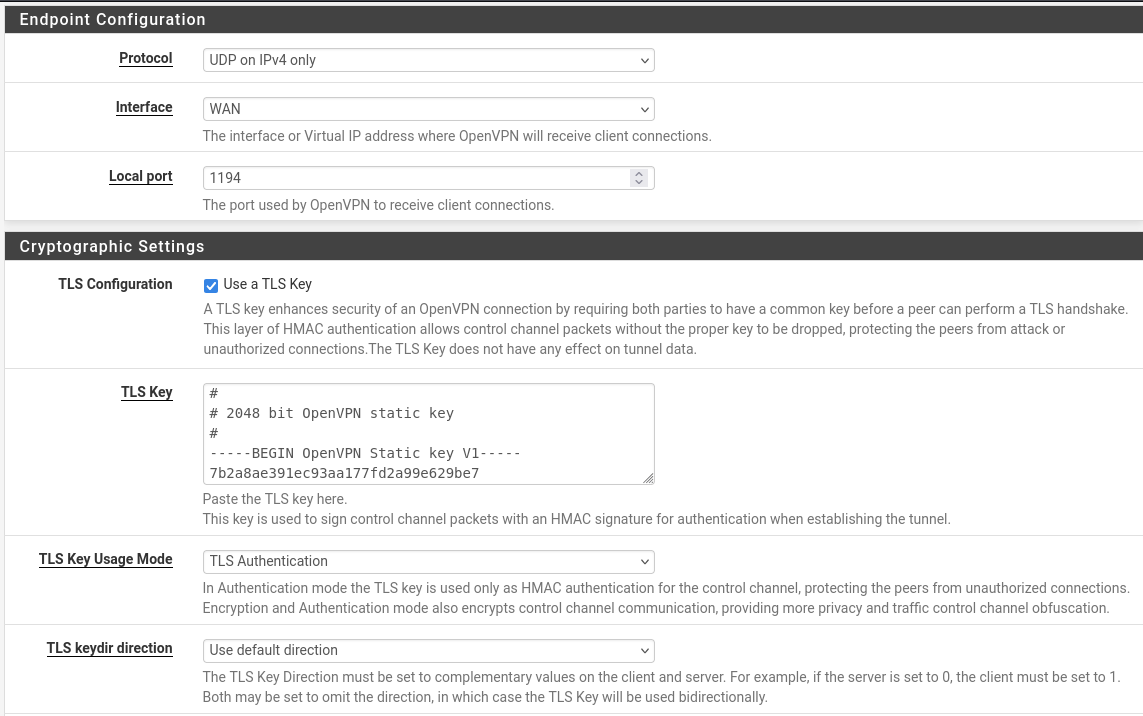 Endpoint Configuration
Protocol
UDP on IPv4 only
Interface
WAN
The interface or Virtual IP address where OpenVPN will receive client connections.
Local port
1194
The port used by OpenVPN to receive client connections.
Cryptographic Settings
TLS Configuration
Use a TLS Key
A TLS key enhances security of an OpenVPN connection by requiring both parties to have a common key before a peer can perform a TLS handshake.
This layer of HMAC authentication allows control channel packets without the proper key to be dropped, protecting the peers from attack or
unauthorized connections.The TLS Key does not have any effect on tunnel data.
TLS Key
#
# 2048 bit OpenVPN static key
#
-----BEGIN OpenVPN Static key V1-----
7b2a8ae391ec93aa177fd2a99e629be7
Paste the TLS key here.
This key is used to sign control channel packets with an HMAC signature for authentication when establishing the tunnel.
TLS Key Usage Mode
TLS Authentication
In Authentication mode the TLS key is used only as HMAC authentication for the control channel, protecting the peers from unauthorized connections.
Encryption and Authentication mode also encrypts control channel communication, providing more privacy and traffic control channel obfuscation.
TLS keydir direction
Use default direction
The TLS Key Direction must be set to complementary values on the client and server. For example, if the server is set to 0, the client must be set to 1.
Both may be set to omit the direction, in which case the TLS Key will be used bidirectionally.